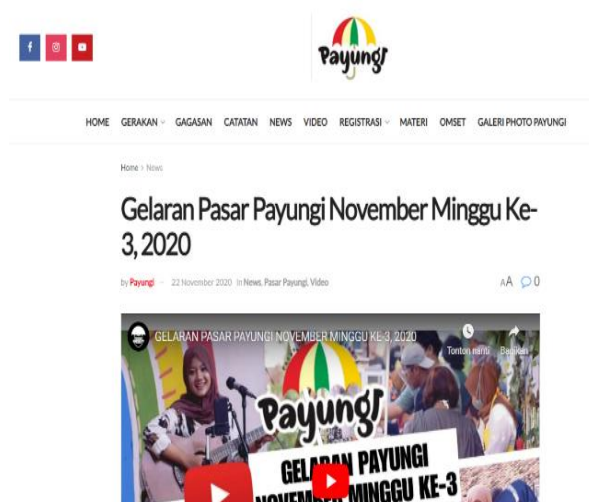 Payungi
HOME GERAKAN GAGASAN CATATAN NEWS VIDEO REGISTRASI MATERI OMSET GALERI PHOTO PAYUNGI
Home > News
Gelaran Pasar Payungi November Minggu Ke-
3, 2020
by Payungi — 22 November 2020 in News, Pasar Payungi, Video
AA 0
GELARAN PASAR PAYUNGI NOVEMBER MINGGU KE-3, 2020
Tonton nanti Bagikan
Payungi
GELARAN PAYUNGI
NOVEMBER MINGGU KE-3